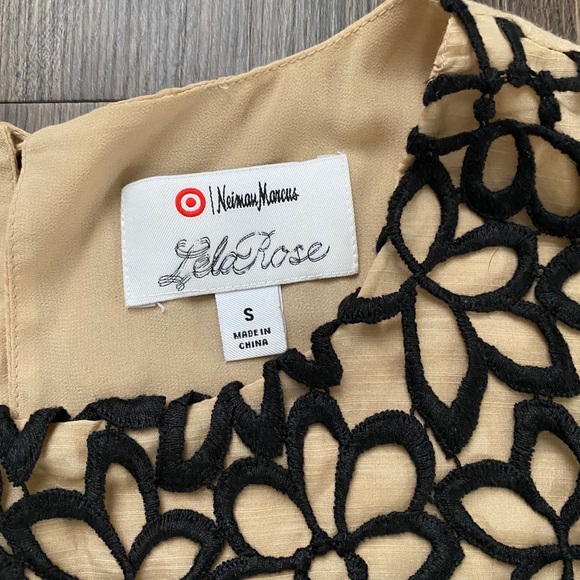 | Neiman Marcus
Lela Rose
S
MADE IN
CHINA